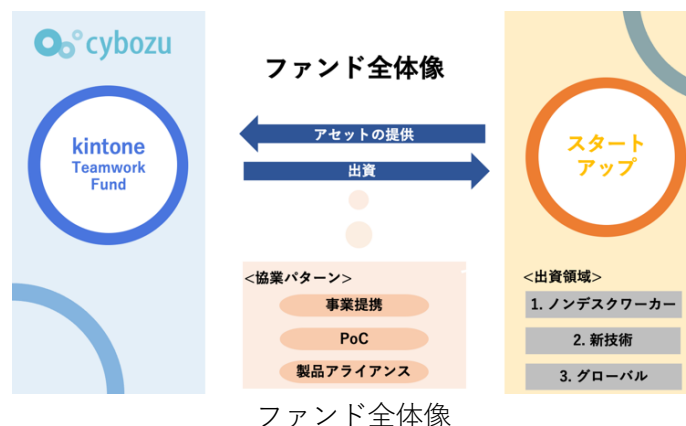 cybozu
ファンド全体像
kintone
Teamwork
Fund
アセットの提供
出資
スタート
アップ
<協業パターン>
事業提携
PoC
製品アライアンス
<出資領域>
1. ノンデスクワーカー
2. 新技術
3. グローバル
ファンド全体像